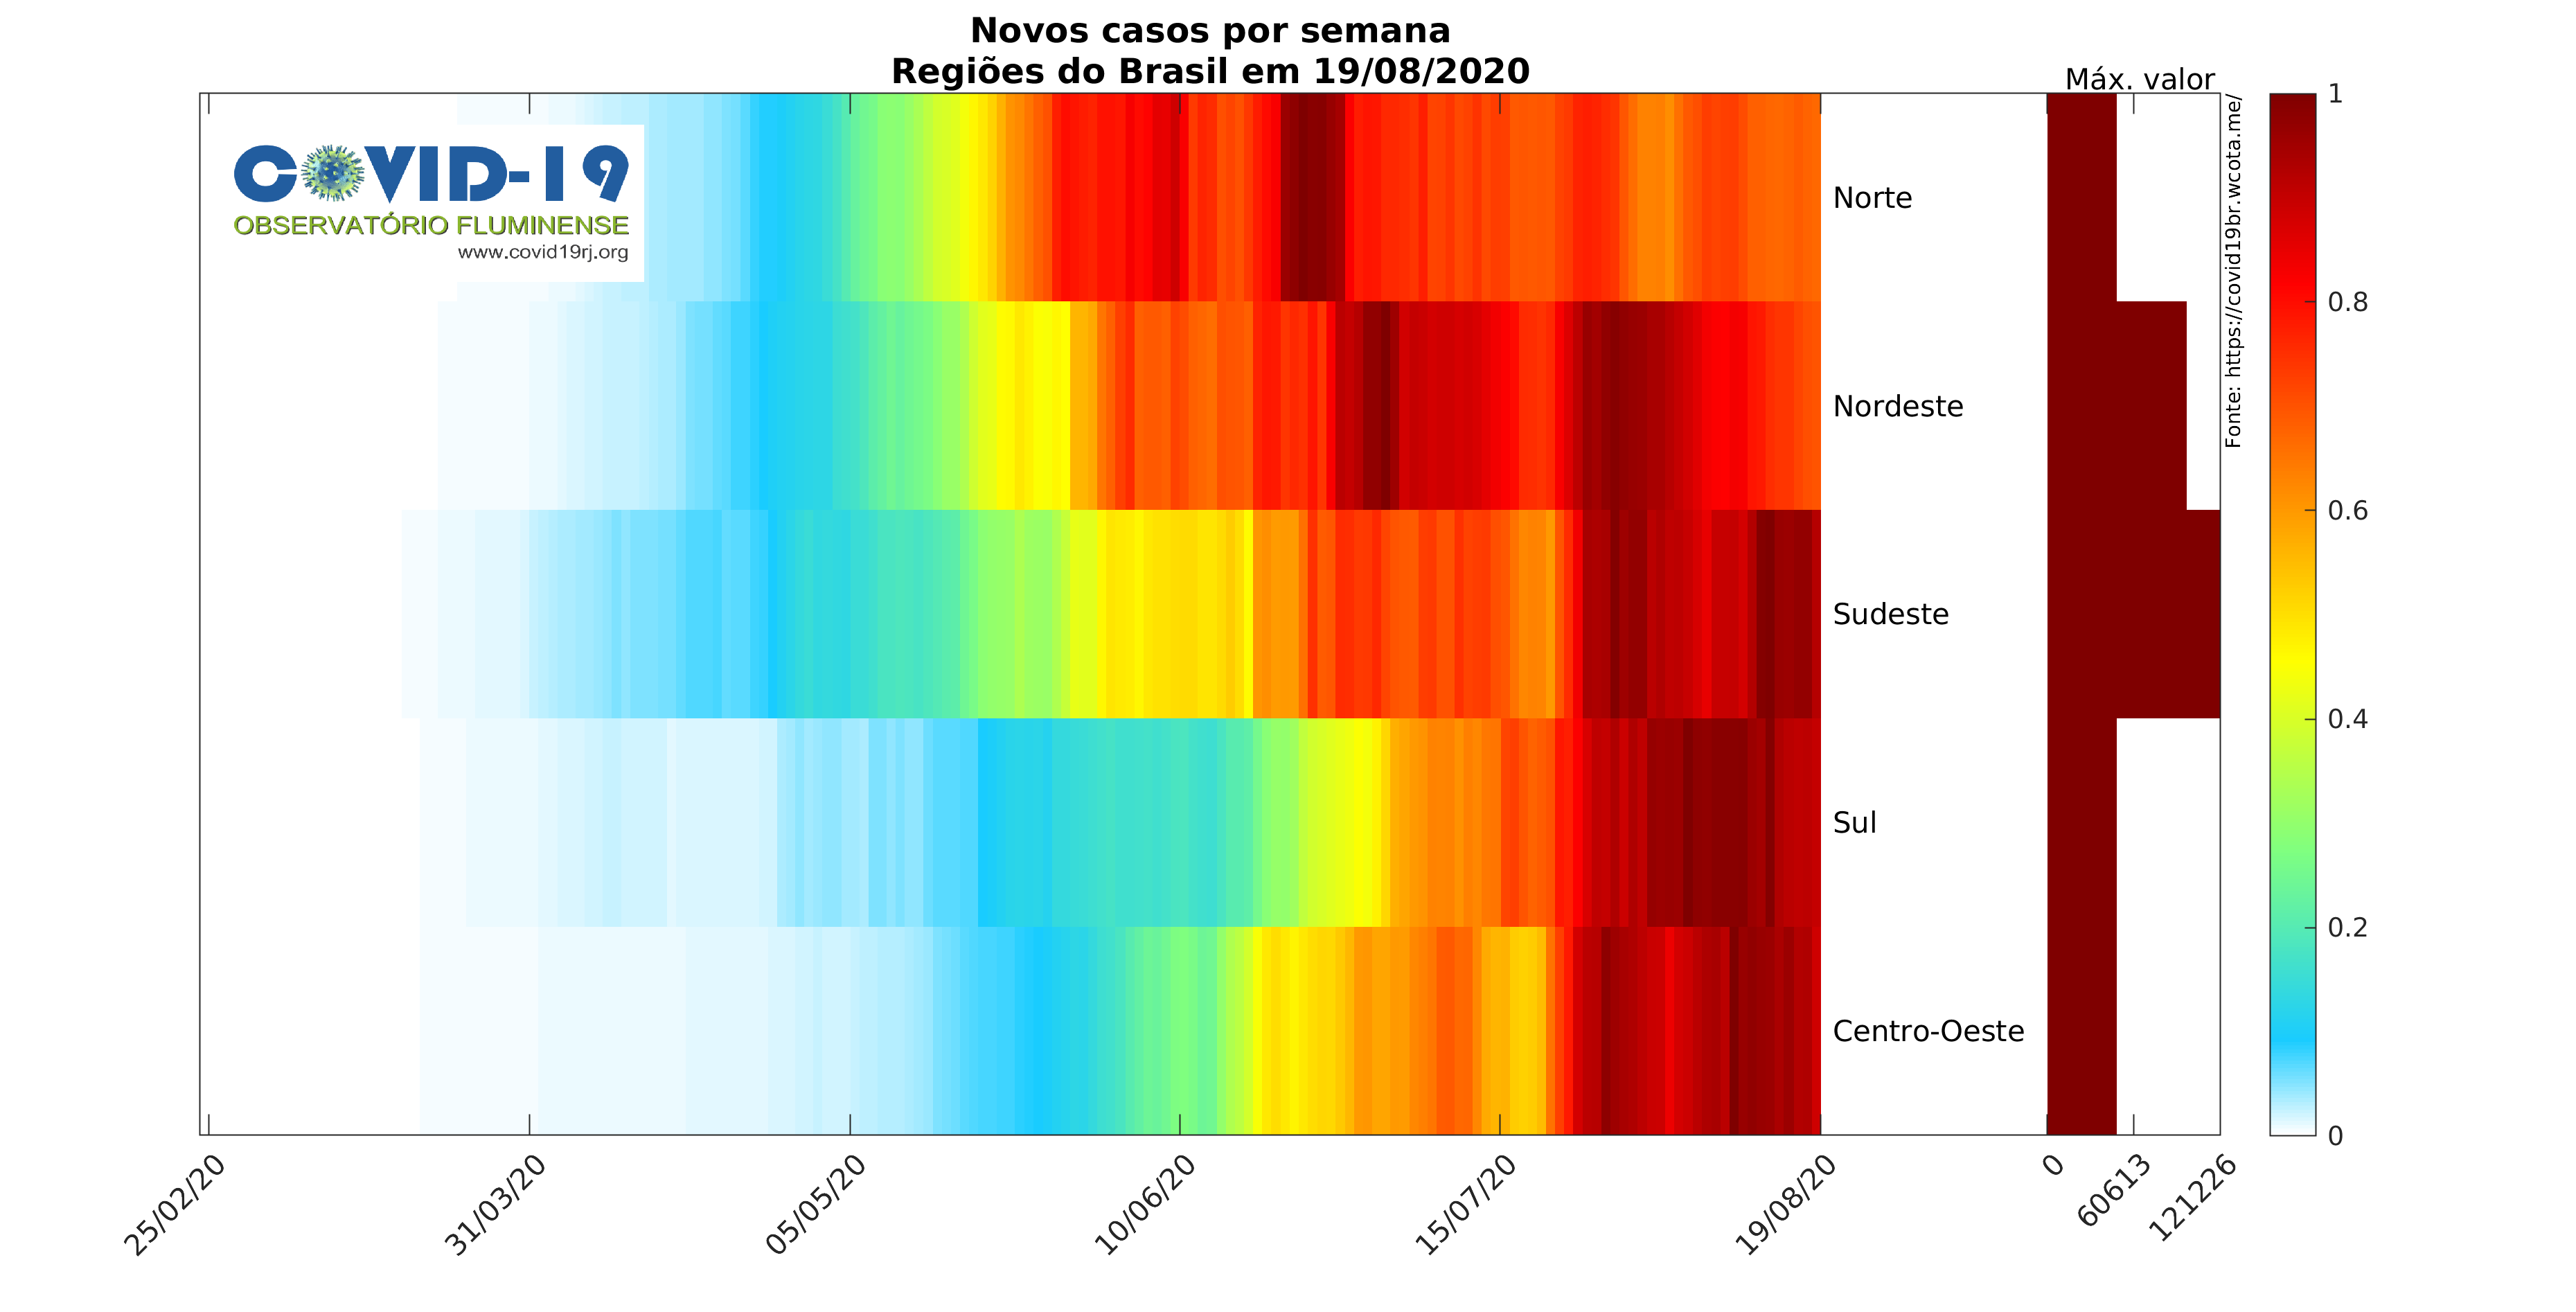 Novos casos por semana
Regiões do Brasil em 19/08/2020
Máx. valor
COVID-19
OBSERVATÓRIO FLUMINENSE
www.covid19rj.org
Norte
Nordeste
Sudeste
Sul
Centro-Oeste
Fonte: https://covid19br.wcota.me/
1
0.8
0.6
0.4
0.2
0
25/02/20
31/03/20
05/05/20
10/06/20
15/07/20
19/08/20
0
60613
121226